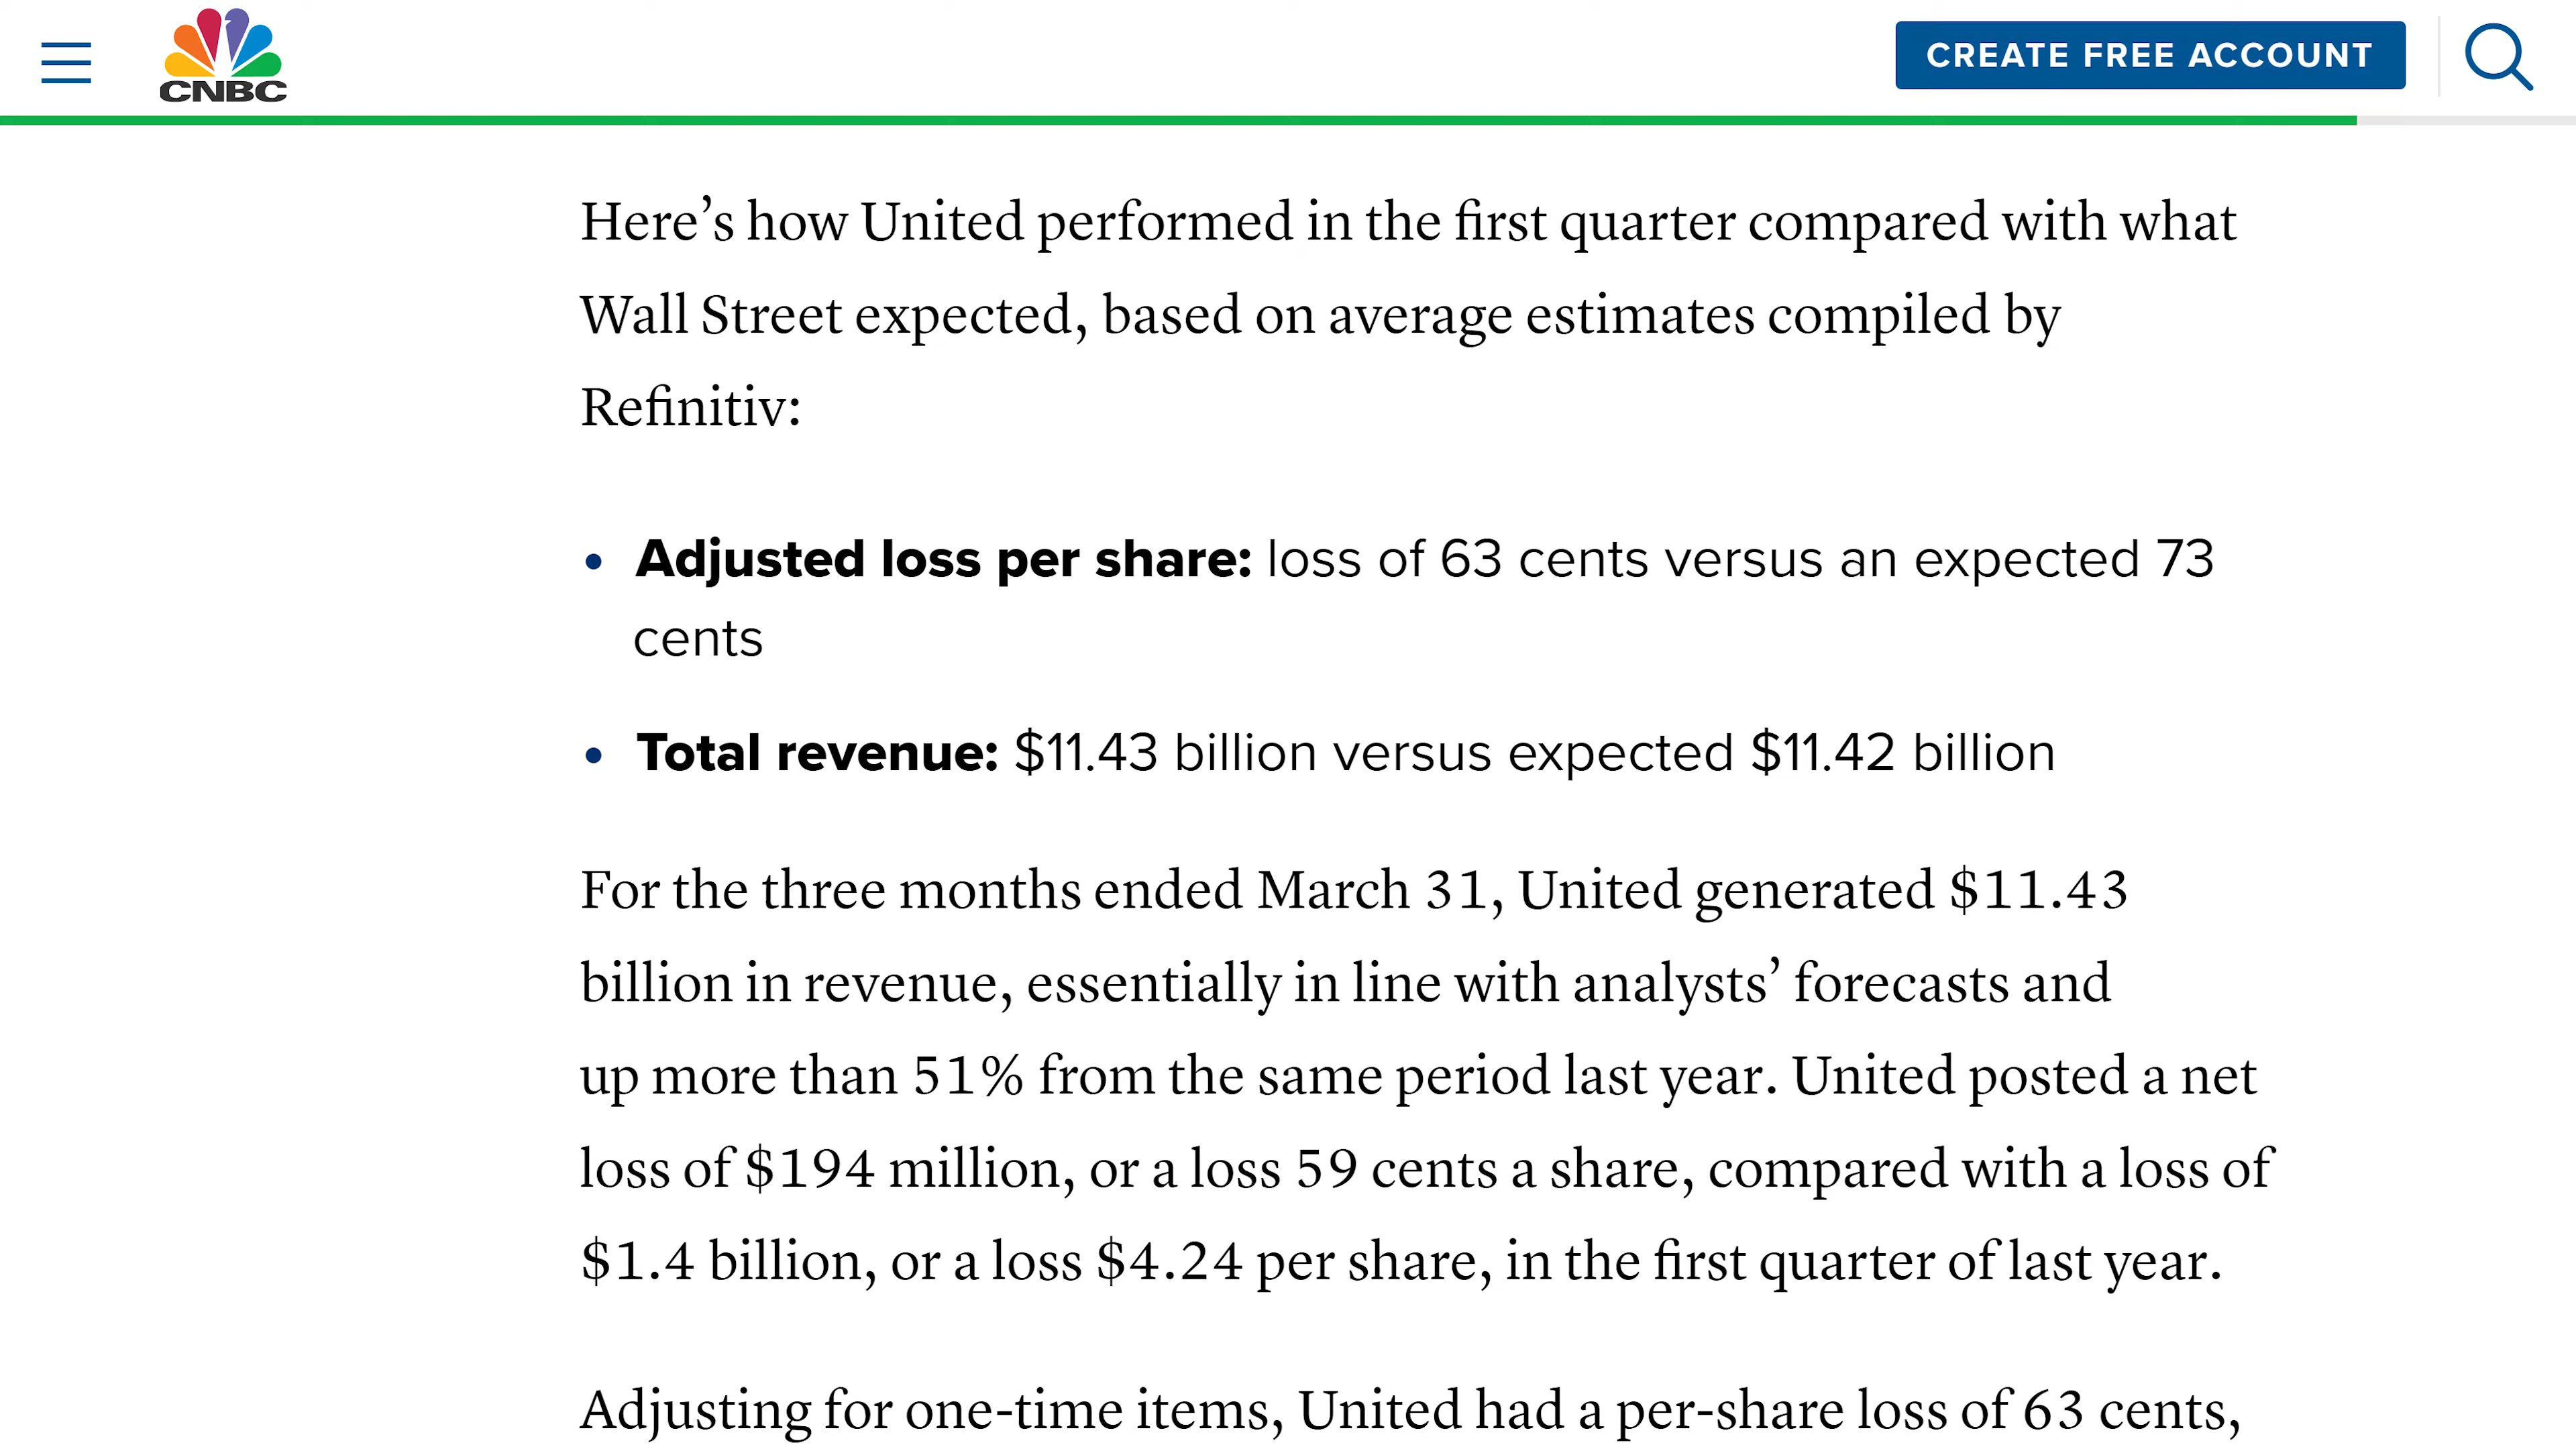 CNBC
CREATE FREE ACCOUNT
Here’s how United performed in the first quarter compared with what
Wall Street expected, based on average estimates compiled by
Refinitiv:
• Adjusted loss per share: loss of 63 cents versus an expected 73
cents
• Total revenue: $11.43 billion versus expected $11.42 billion
For the three months ended March 31, United generated $11.43
billion in revenue, essentially in line with analysts’ forecasts and
up more than 51% from the same period last year. United posted a net
loss of $194 million, or a loss 59 cents a share, compared with a loss of
$1.4 billion, or a loss $4.24 per share, in the first quarter of last year.
Adjusting for one-time items, United had a per-share loss of 63 cents,